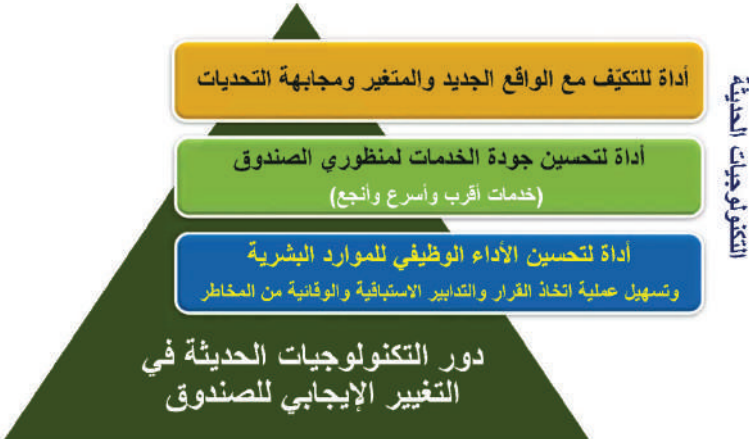 أداة للتكيّف مع الواقع الجديد والمتغير ومجابهة التحديات
أداة لتحسين جودة الخدمات لمنظوري الصندوق
(خدمات أقرب وأسرع وأنجع)
أداة لتحسين الأداء الوظيفي للموارد البشرية
وتسهيل عملية اتخاذ القرار والتدابير الاستباقية والوقائية من المخاطر
دور التكنولوجيات الحديثة في
التغيير الإيجابي للصندوق
التكنولوجيات الحديثة